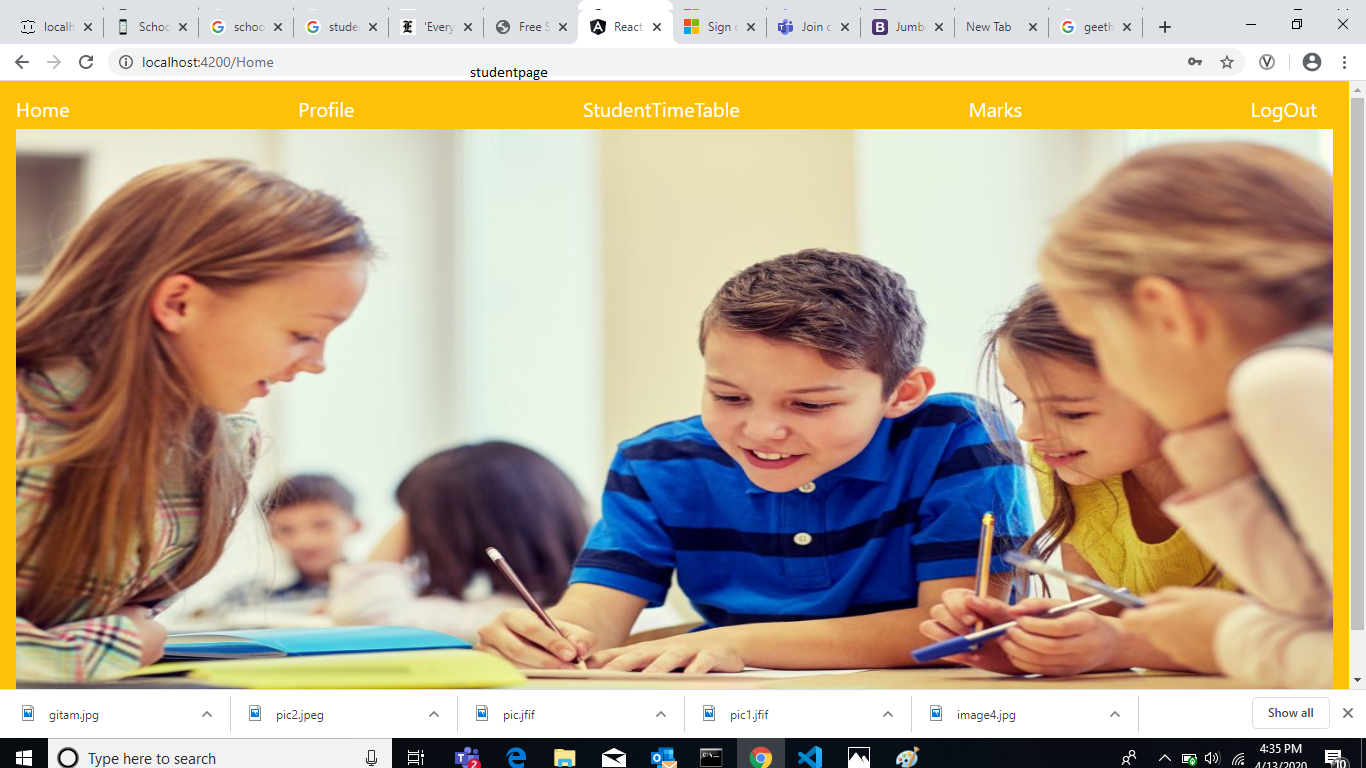 localh
Schoo
schoo
stude
'Every
Free S
React
Sign o
Join c
Jumb
New Tab
geeth
localhost:4200/Home
studentpage
Home
Profile
StudentTimeTable
Marks
LogOut
gitam.jpg
pic2.jpeg
pic.jfif
pic1.jfif
image4.jpg
Show all
Type here to search
2
4:35 PM
4/13/2020
10